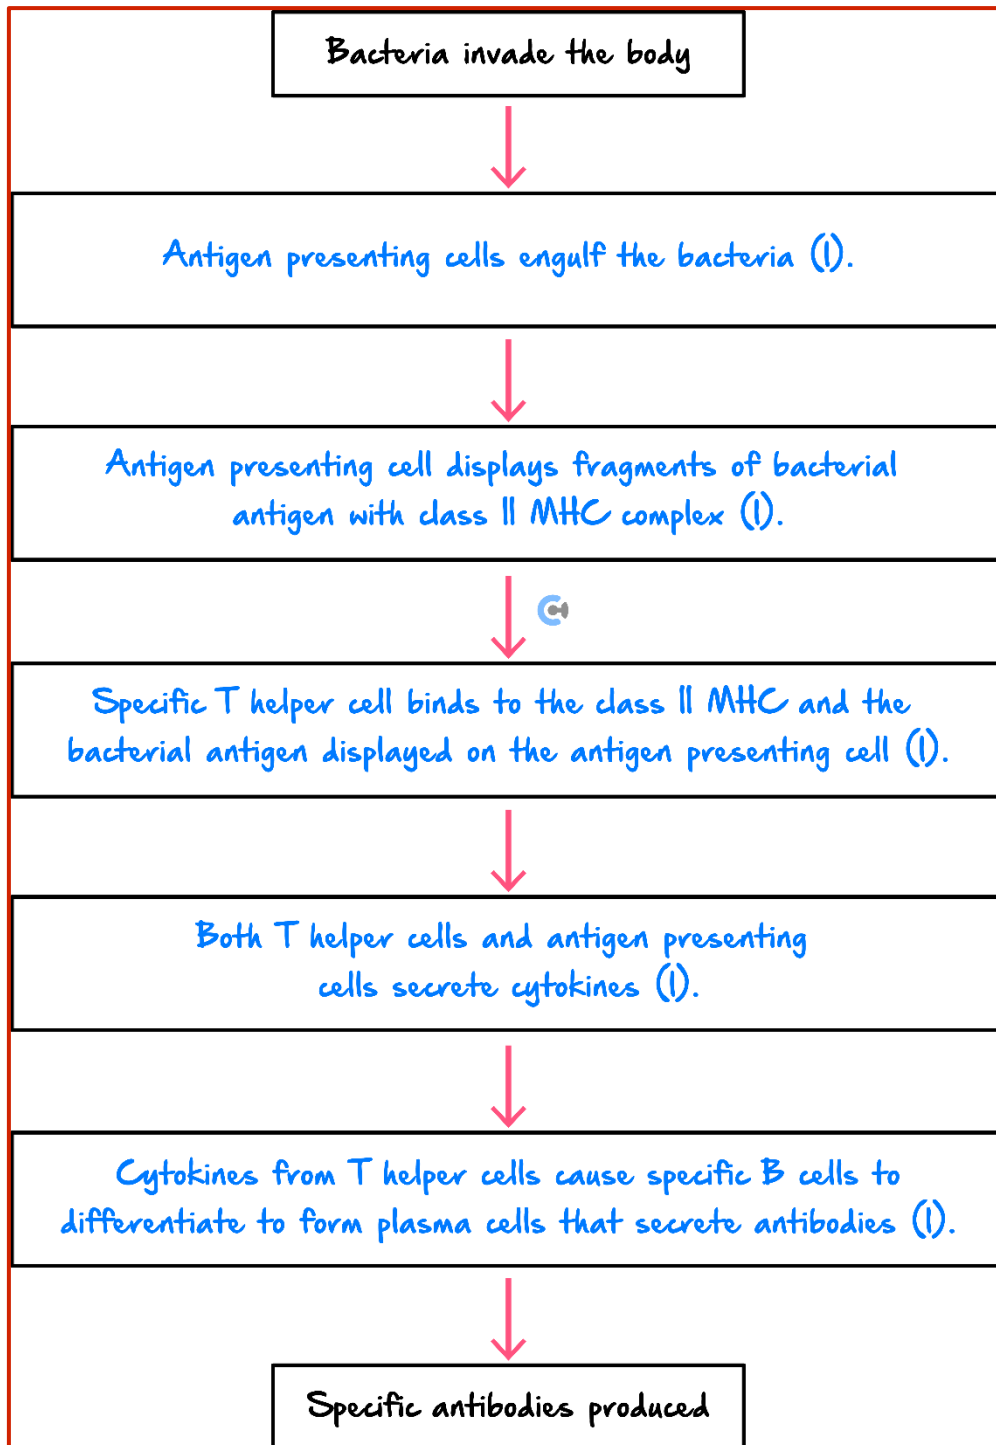 Bacteria invade the body
Antigen presenting cells engulf the bacteria (1).
Antigen presenting cell displays fragments of bacterial
antigen with class II MHC complex (1).
Specific T helper cell binds to the class II MHC and the
bacterial antigen displayed on the antigen presenting cell (1).
Both T helper cells and antigen presenting
cells secrete cytokines (1).
Cytokines from T helper cells cause specific B cells to
differentiate to form plasma cells that secrete antibodies (1).
Specific antibodies produced